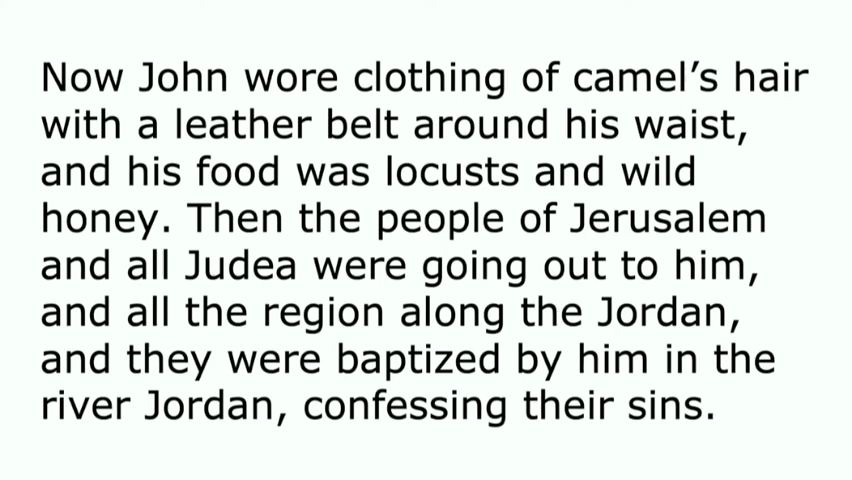 Now John wore clothing of camel’s hair
with a leather belt around his waist,
and his food was locusts and wild
honey. Then the people of Jerusalem
and all Judea were going out to him,
and all the region along the Jordan,
and they were baptized by him in the
river Jordan, confessing their sins.